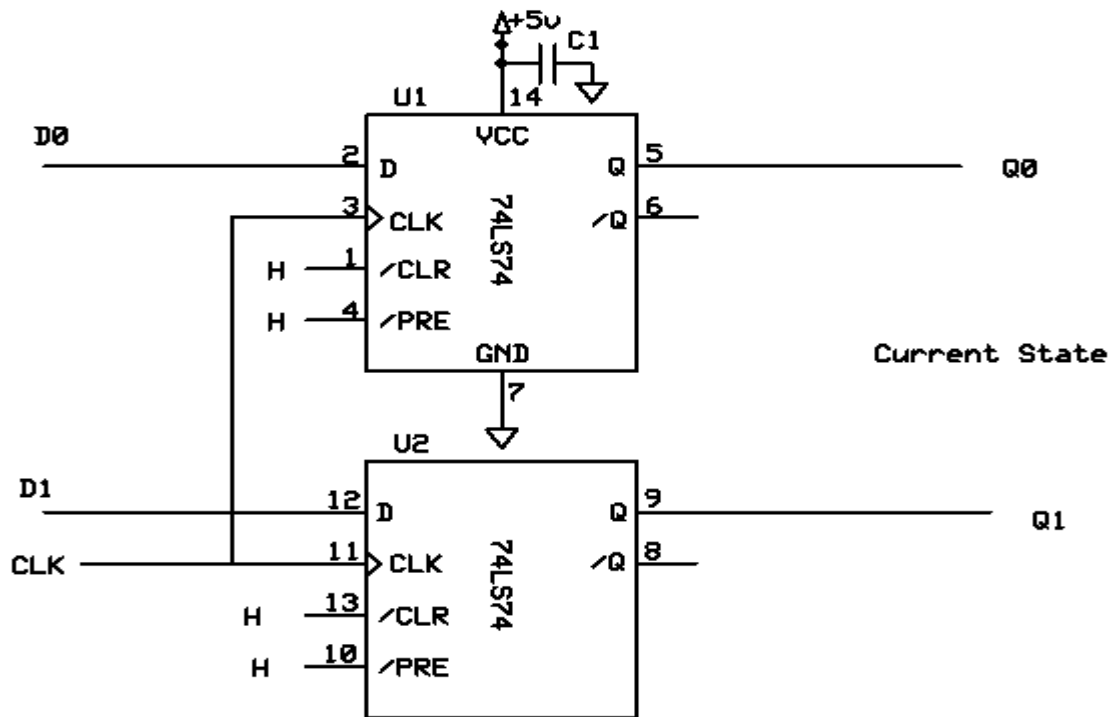 +5v
C1
14
U1
VCC
D0
2
D
Q
5
Q0
3
CLK
74LS74
/Q
6
H
1
/CLR
H
4
/PRE
GND
Current State
7
U2
D1
12
D
Q
9
Q1
CLK
11
CLK
74LS74
/Q
8
H
13
/CLR
H
10
/PRE